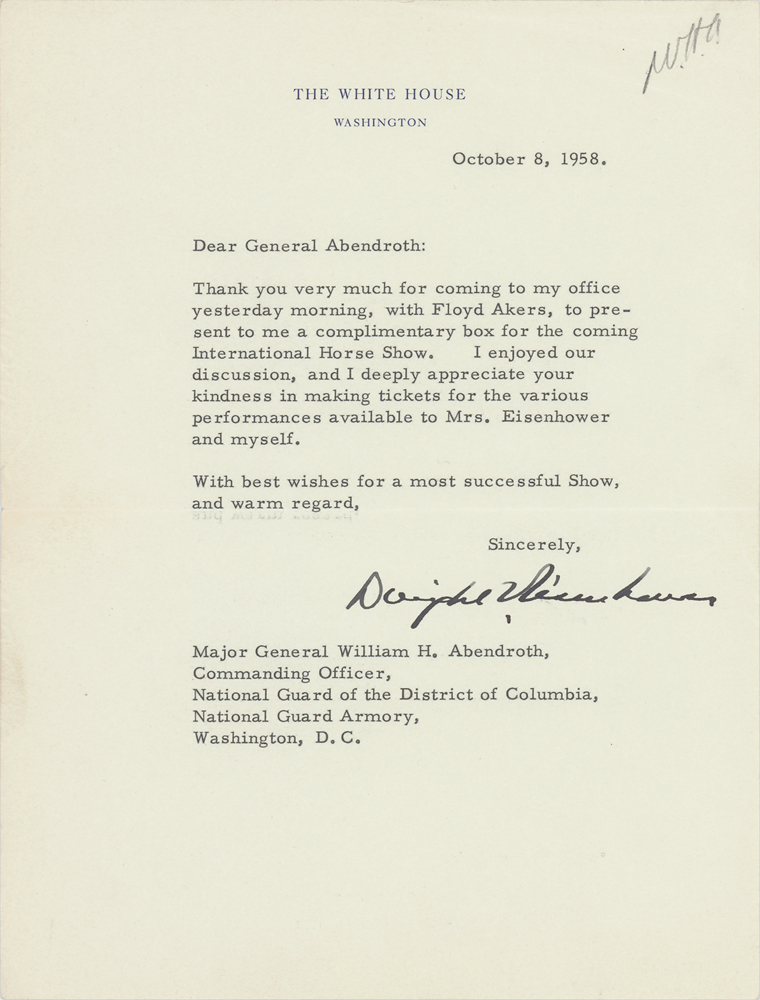 W.H.A.
THE WHITE HOUSE
WASHINGTON
October 8, 1958.
Dear General Abendroth:
Thank you very much for coming to my office
yesterday morning, with Floyd Akers, to pre-
sent to me a complimentary box for the coming
International Horse Show. I enjoyed our
discussion, and I deeply appreciate your
kindness in making tickets for the various
performances available to Mrs. Eisenhower
and myself.
With best wishes for a most successful Show,
and warm regard,
Sincerely,
Dwight D Eisenhower
Major General William H. Abendroth,
Commanding Officer,
National Guard of the District of Columbia,
National Guard Armory,
Washington, D. C.